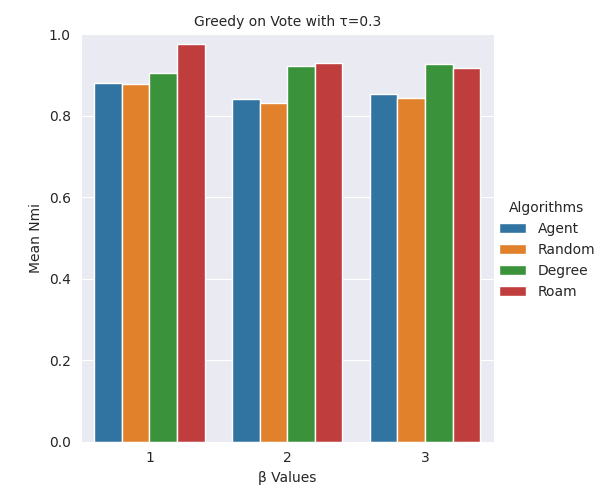 Greedy on Vote with τ=0.3
1.0
0.8
0.6
0.4
0.2
0.0
Mean Nmi
1 2 3
β Values
Algorithms
Agent
Random
Degree
Roam